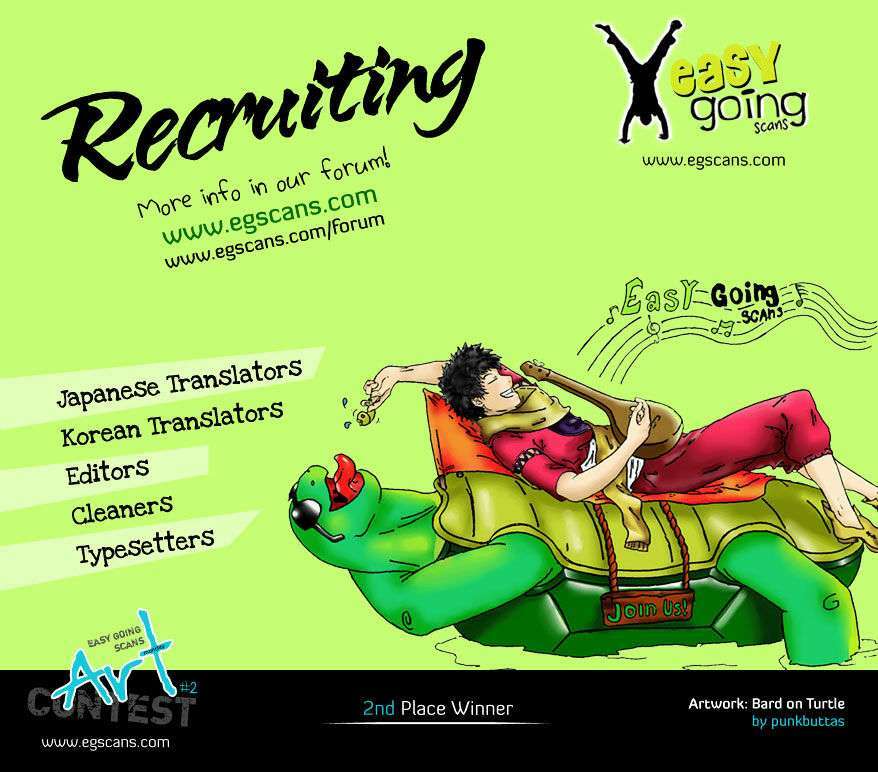 Recruiting
More info in our forum!
www.egscans.com
www.egscans.com/forum
easy
going
scans
www.egscans.com
Easy Going
Scans
Japanese Translators
Korean Translators
Editors
Cleaners
Typesetters
Join Us!
@
G
EASY GOING
SCANS
Art
#2
CONTEST
www.egscans.com
2nd Place Winner
Artwork: Bard on Turtle
by punkbuttas